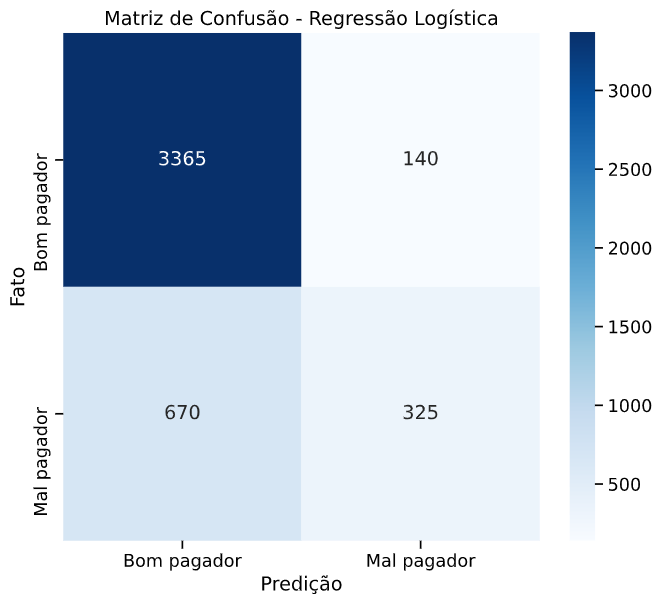 Matriz de Confusão - Regressão Logística
Fato
Bom pagador
Mal pagador
3365
140
670
325
Bom pagador
Mal pagador
Predição
3000
2500
2000
1500
1000
500